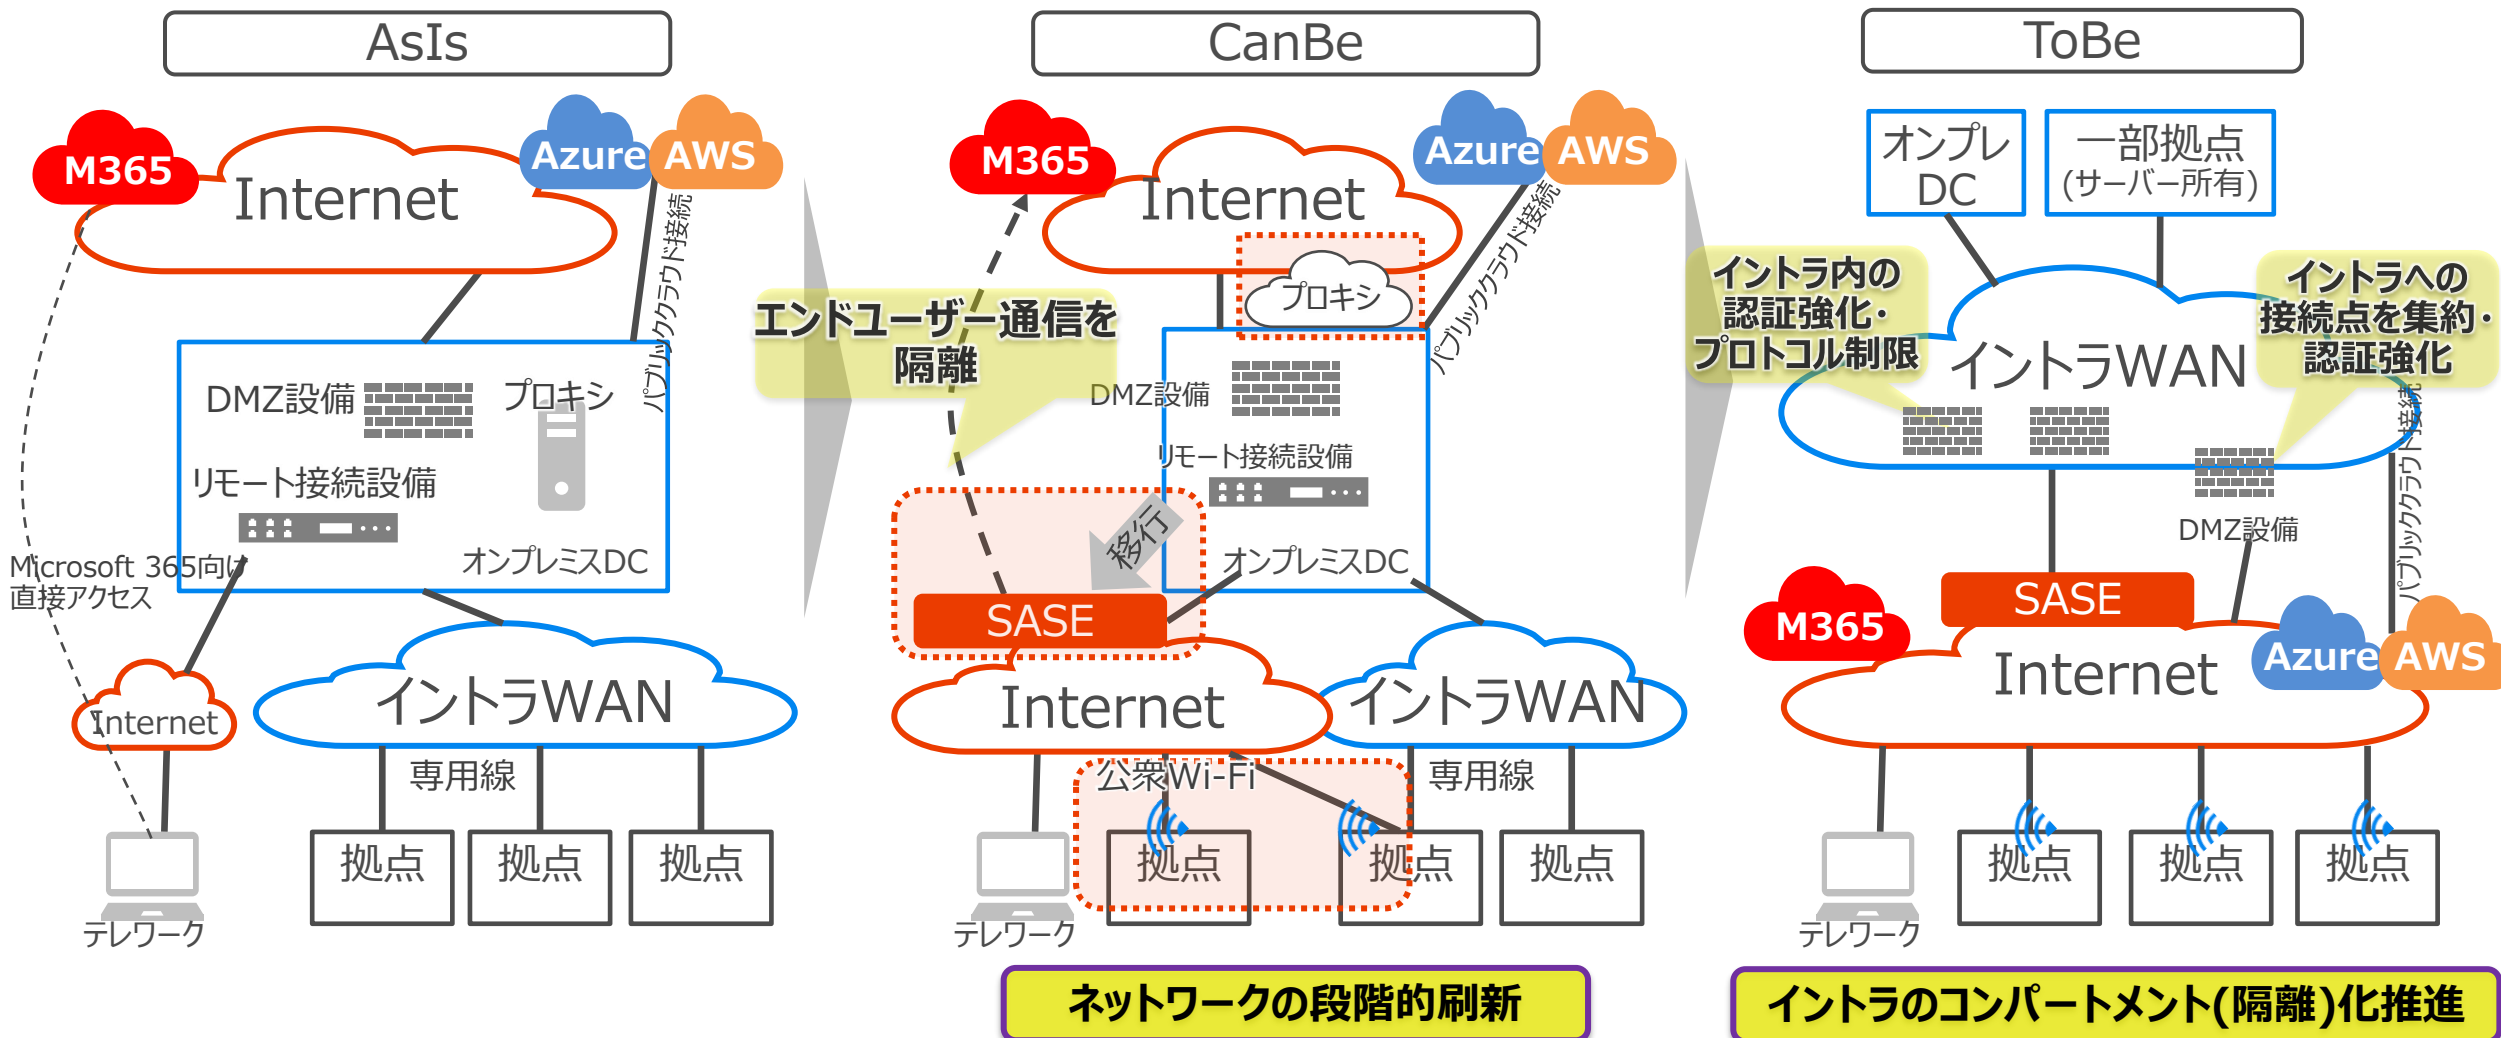 AsIs
M365
Internet
Azure
AWS
パブリッククラウド接続
DMZ設備
プロキシ
リモート接続設備
オンプレミスDC
Microsoft 365向け
直接アクセス
Internet
イントラWAN
専用線
拠点
拠点
拠点
テレワーク
CanBe
M365
Internet
Azure
AWS
プロキシ
パブリッククラウド接続
エンドユーザー通信を
隔離
DMZ設備
リモート接続設備
移行
オンプレミスDC
SASE
Internet
イントラWAN
公衆Wi-Fi
専用線
拠点
拠点
拠点
テレワーク
ネットワークの段階的刷新
ToBe
オンプレ
DC
一部拠点
(サーバー所有)
イントラ内の
認証強化・
プロトコル制限
イントラへの
接続点を集約・
認証強化
イントラWAN
パブリッククラウド接続
DMZ設備
SASE
M365
Internet
Azure
AWS
拠点
拠点
拠点
テレワーク
イントラのコンパートメント(隔離)化推進